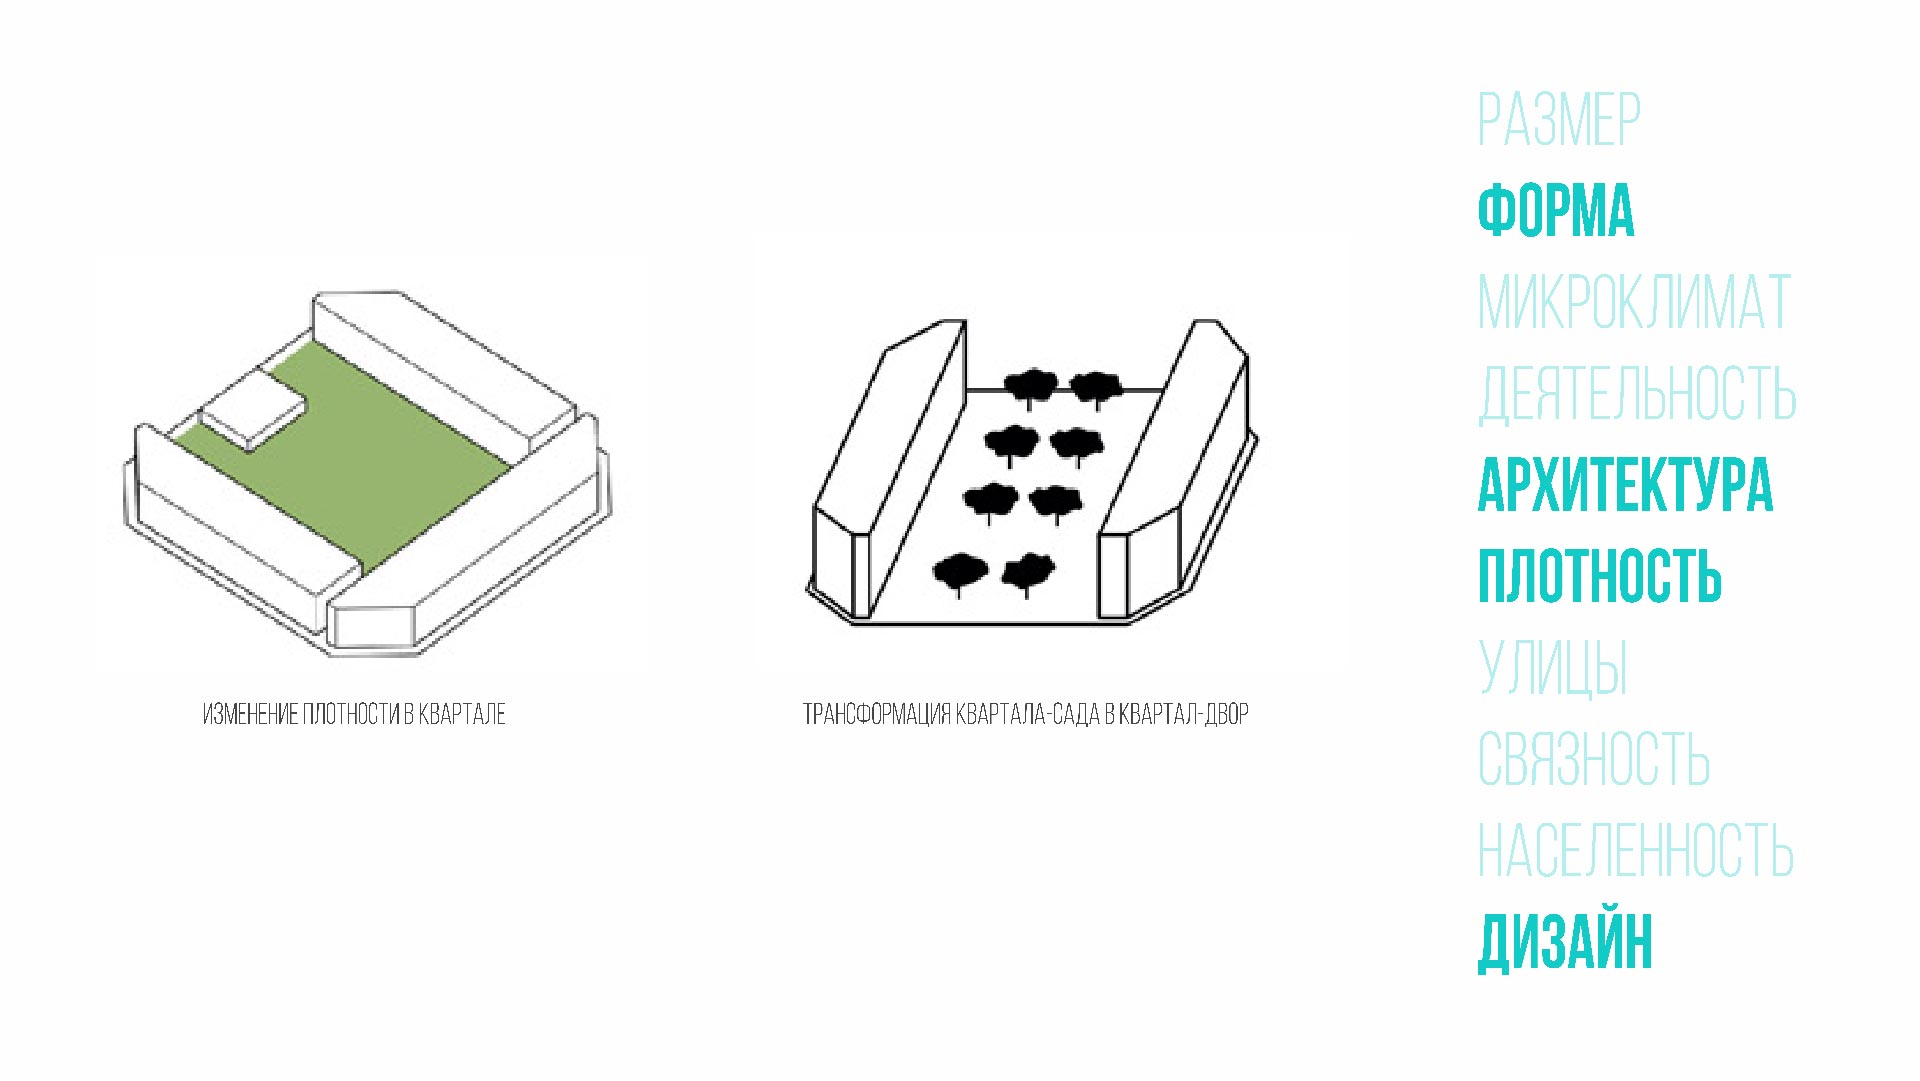 ИЗМЕНЕНИЕ ПЛОТНОСТИ В КВАРТАЛЕ
ТРАНСФОРМАЦИЯ КВАРТАЛА-САДА В КВАРТАЛ-ДВОР
РАЗМЕР
ФОРМА
МИКРОКЛИМАТ
ДЕЯТЕЛЬНОСТЬ
АРХИТЕКТУРА
ПЛОТНОСТЬ
УЛИЦЫ
СВЯЗНОСТЬ
НАСЕЛЕННОСТЬ
ДИЗАЙН